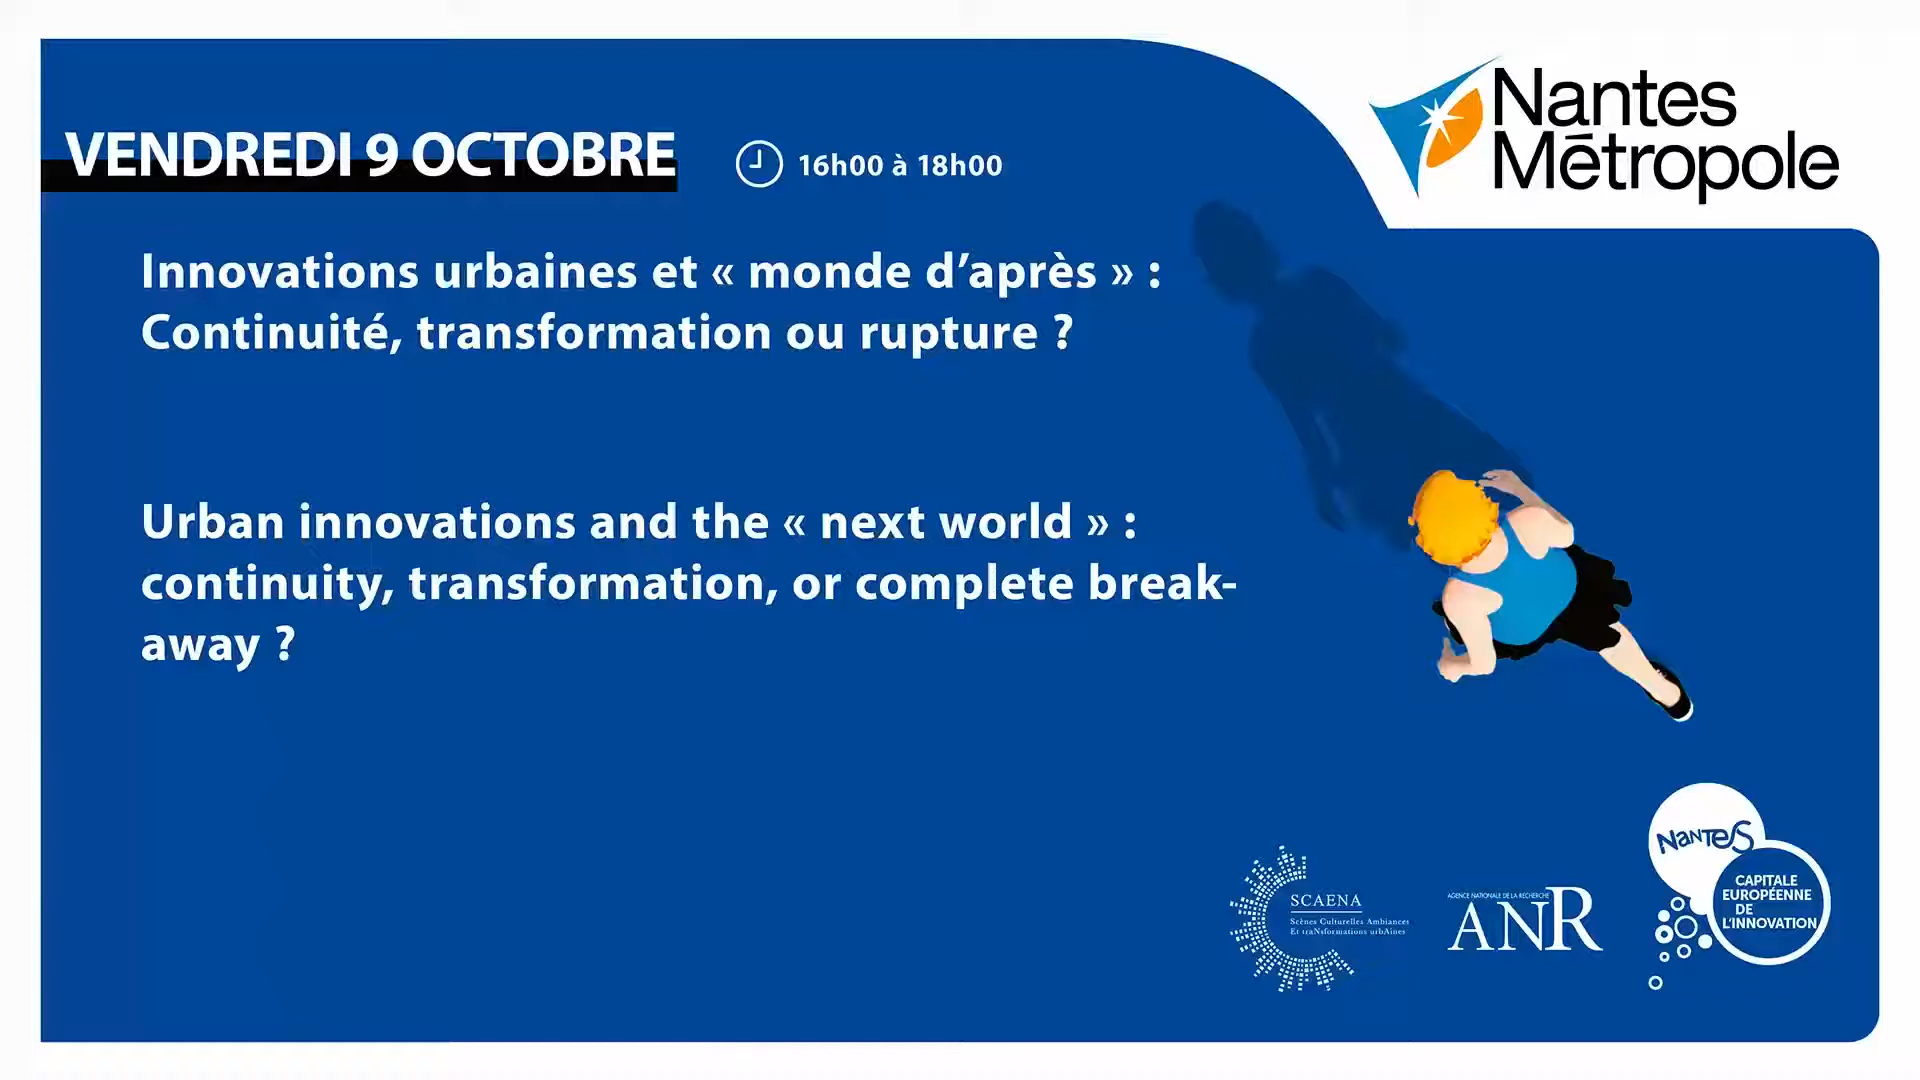 VENDREDI 9 OCTOBRE
16h00 à 18h00
Nantes
Métropole
Innovations urbaines et « monde d’après » :
Continuité, transformation ou rupture ?
Urban innovations and the « next world » :
continuity, transformation, or complete break-
away ?
SCAENA
Scènes Culturelles Ambiances
Et traNsformations urbAines
AGENCE NATIONALE DE LA RECHERCHE
ANR
NANTES
CAPITALE
EUROPÉENNE
DE
L'INNOVATION